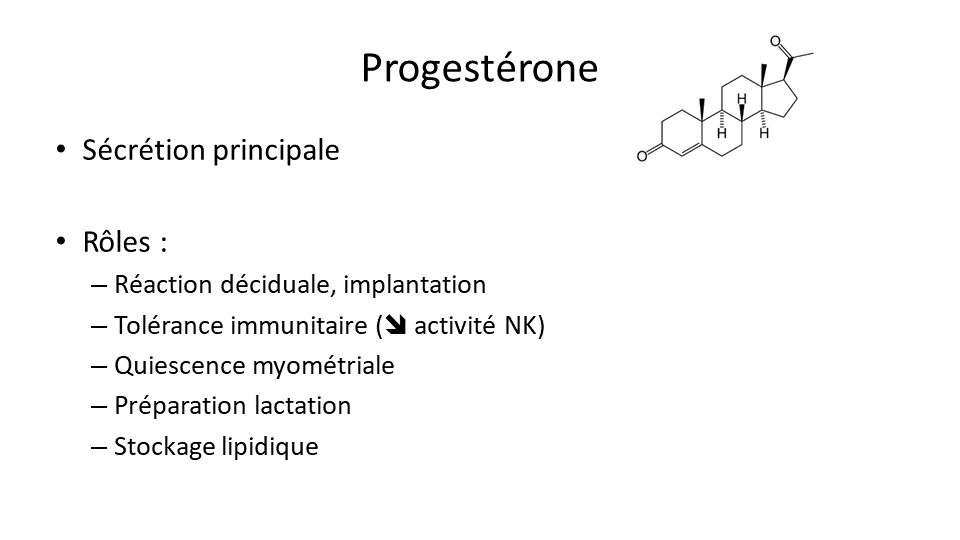 Progestérone
• Sécrétion principale
• Rôles :
– Réaction déciduale, implantation
– Tolérance immunitaire (⬊ activité NK)
– Quiescence myométriale
– Préparation lactation
– Stockage lipidique
O
H
H
H
O